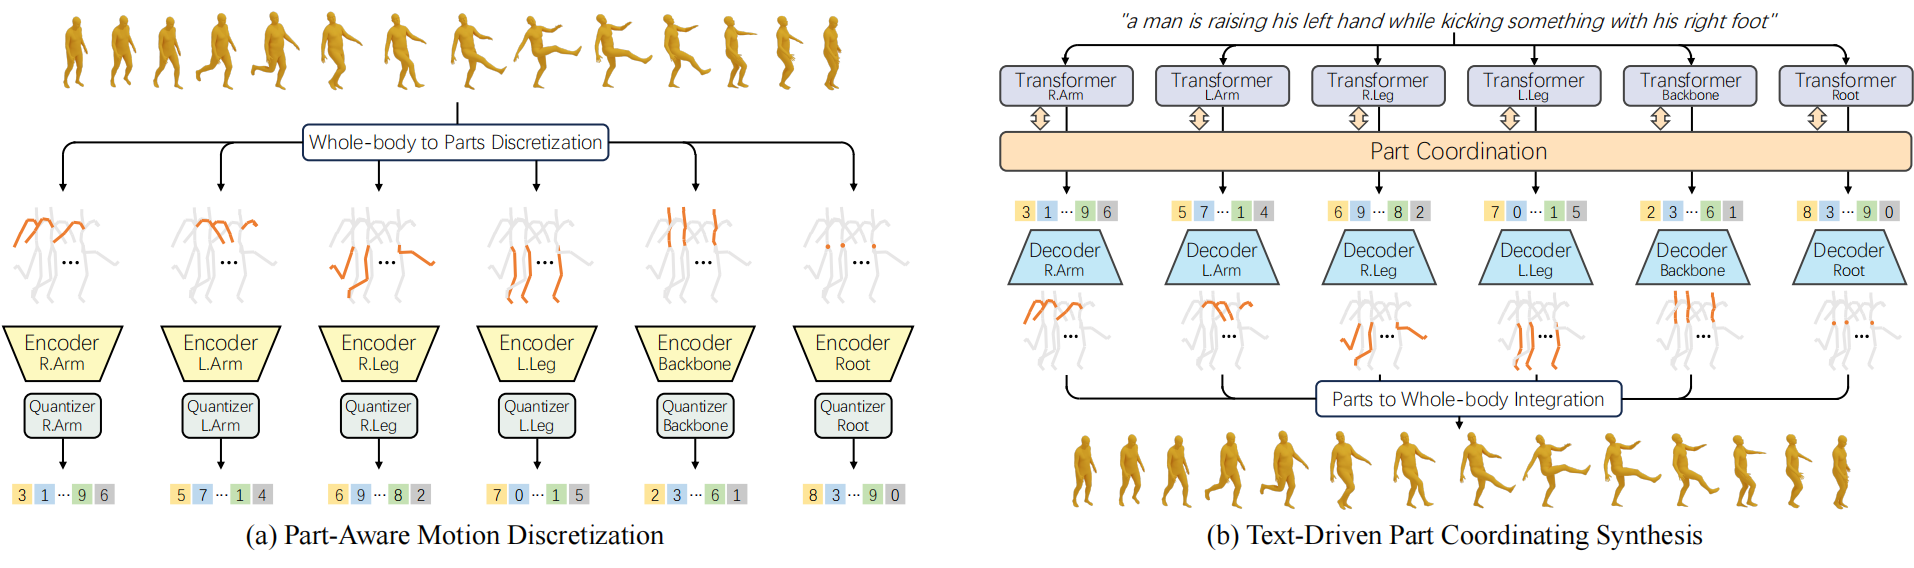 Whole-body to Parts Discretization
Encoder
R.Arm
Encoder
L.Arm
Encoder
R.Leg
Encoder
L.Leg
Encoder
Backbone
Encoder
Root
Quantizer
R.Arm
Quantizer
L.Arm
Quantizer
R.Leg
Quantizer
L.Leg
Quantizer
Backbone
Quantizer
Root
3 1 ··· 9 6
5 7 ··· 1 4
6 9 ··· 8 2
7 0 ··· 1 5
2 3 ··· 6 1
8 3 ··· 9 0
(a) Part-Aware Motion Discretization
"a man is raising his left hand while kicking something with his right foot"
Transformer
R.Arm
Transformer
L.Arm
Transformer
R.Leg
Transformer
L.Leg
Transformer
Backbone
Transformer
Root
Part Coordination
3 1 ··· 9 6
5 7 ··· 1 4
6 9 ··· 8 2
7 0 ··· 1 5
2 3 ··· 6 1
8 3 ··· 9 0
Decoder
R.Arm
Decoder
L.Arm
Decoder
R.Leg
Decoder
L.Leg
Decoder
Backbone
Decoder
Root
Parts to Whole-body Integration
(b) Text-Driven Part Coordinating Synthesis